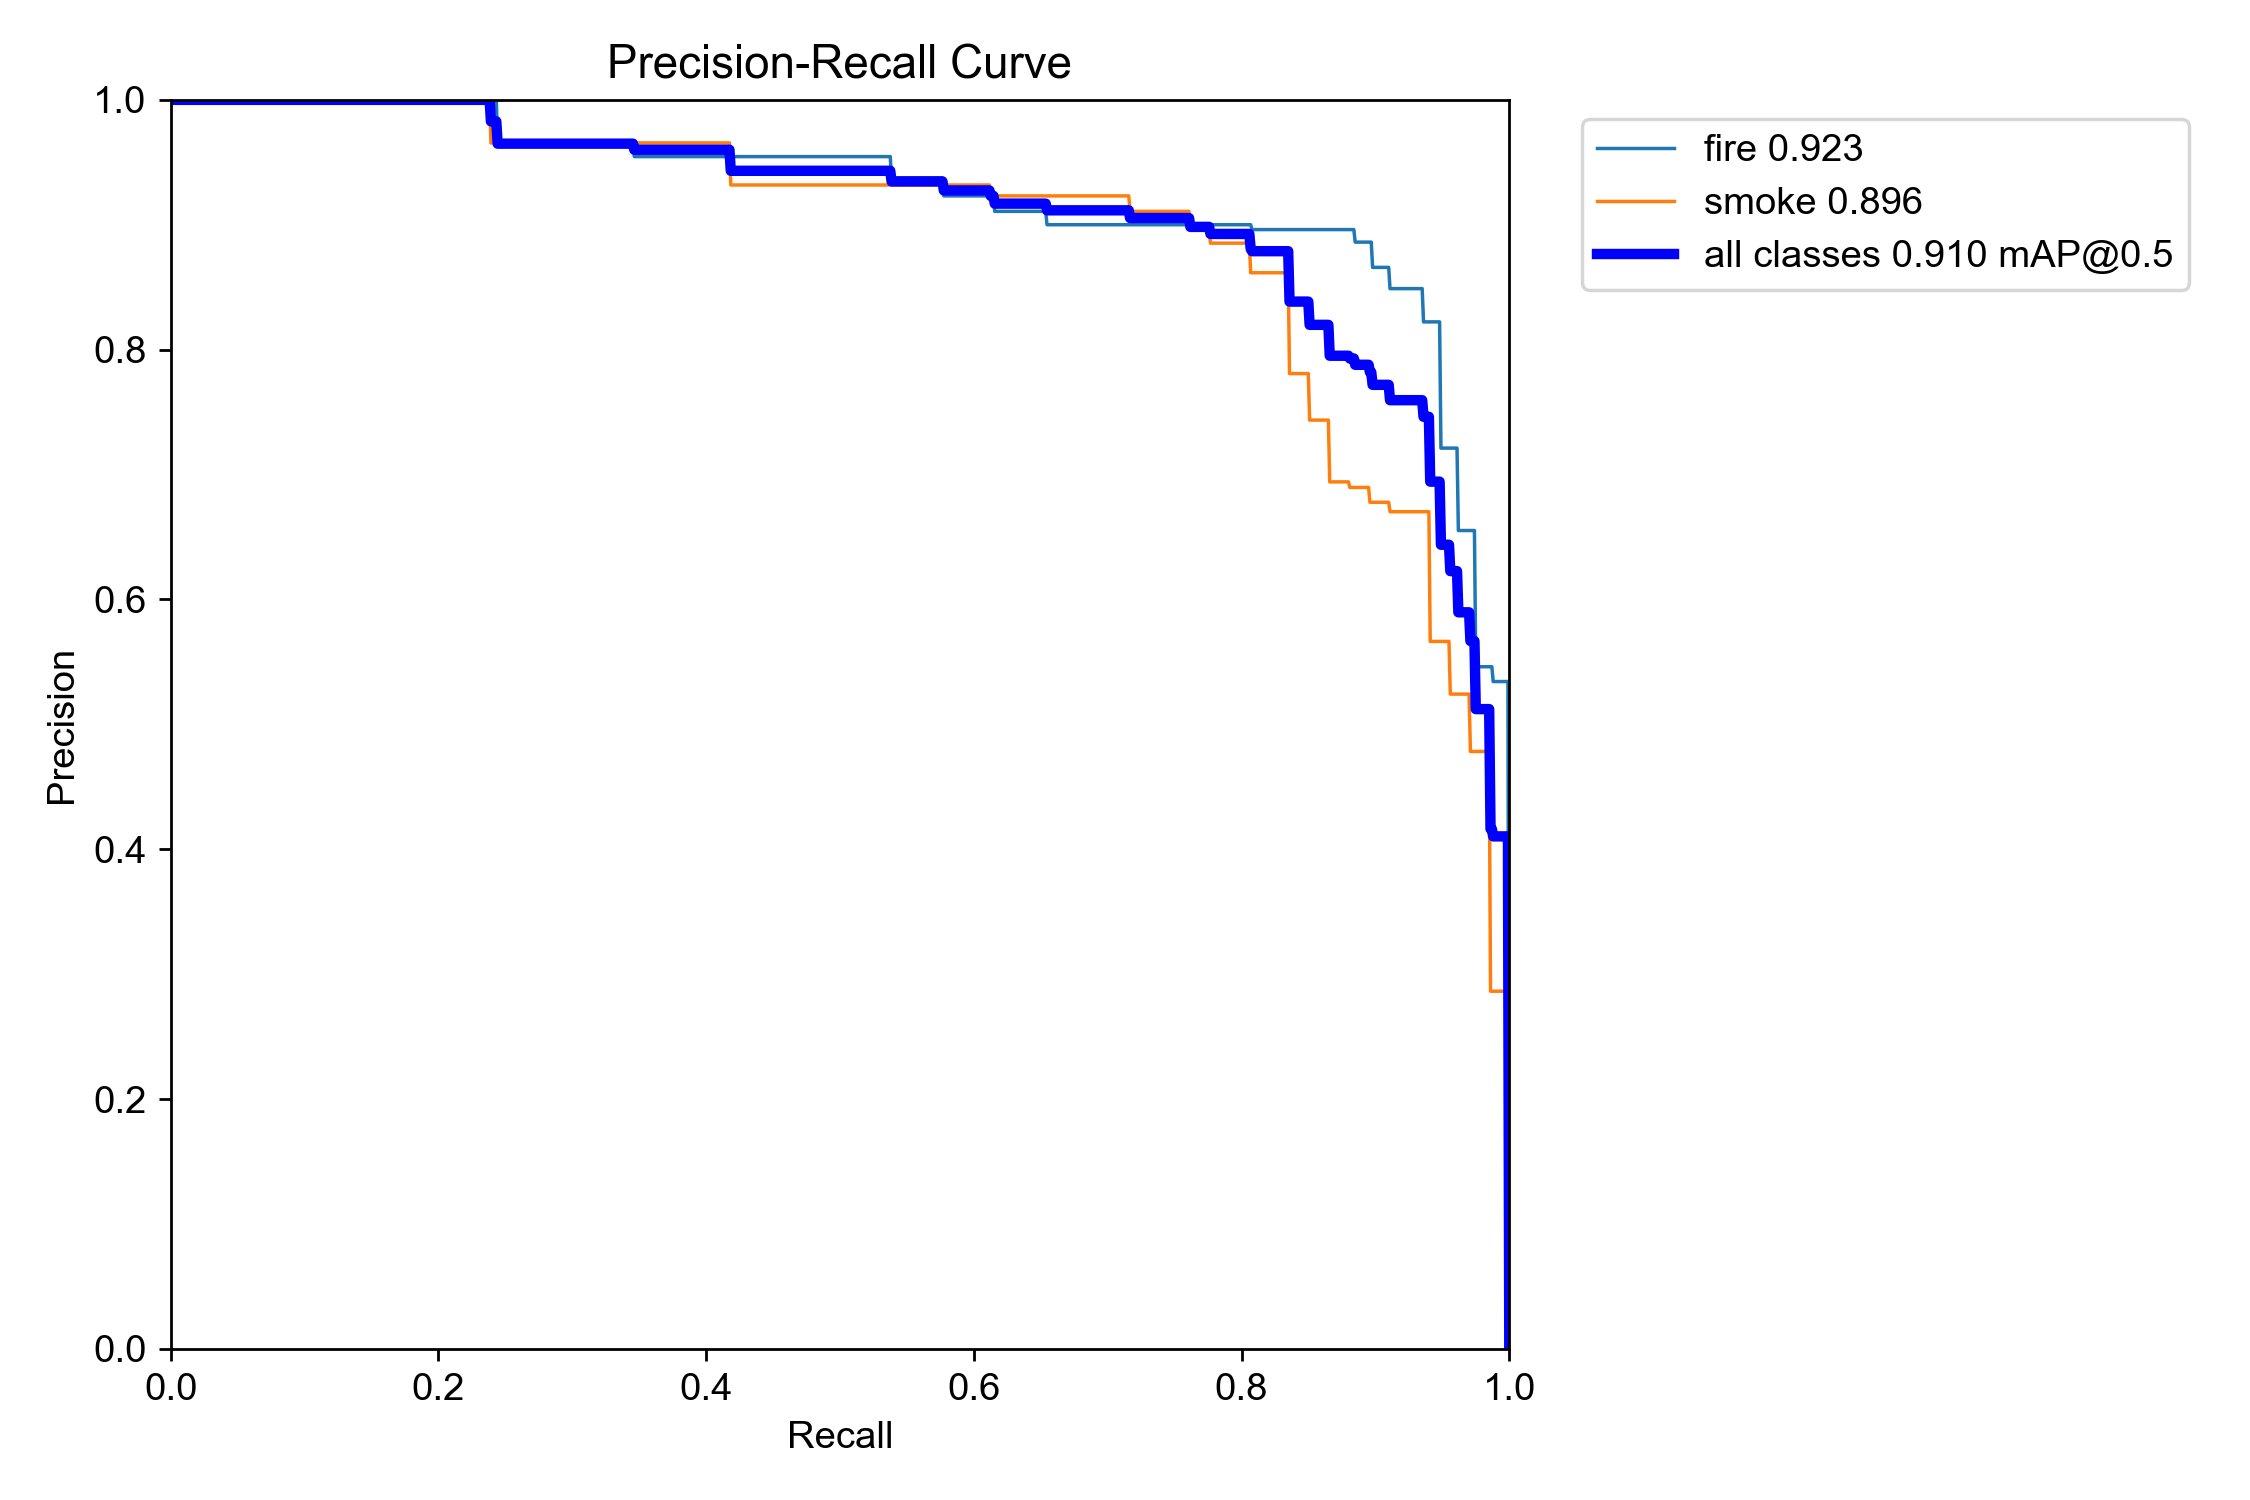 Precision-Recall Curve
1.0
0.8
0.6
0.4
0.2
0.0
Precision
0.0 0.2 0.4 0.6 0.8 1.0
Recall
fire 0.923
smoke 0.896
all classes 0.910 mAP@0.5